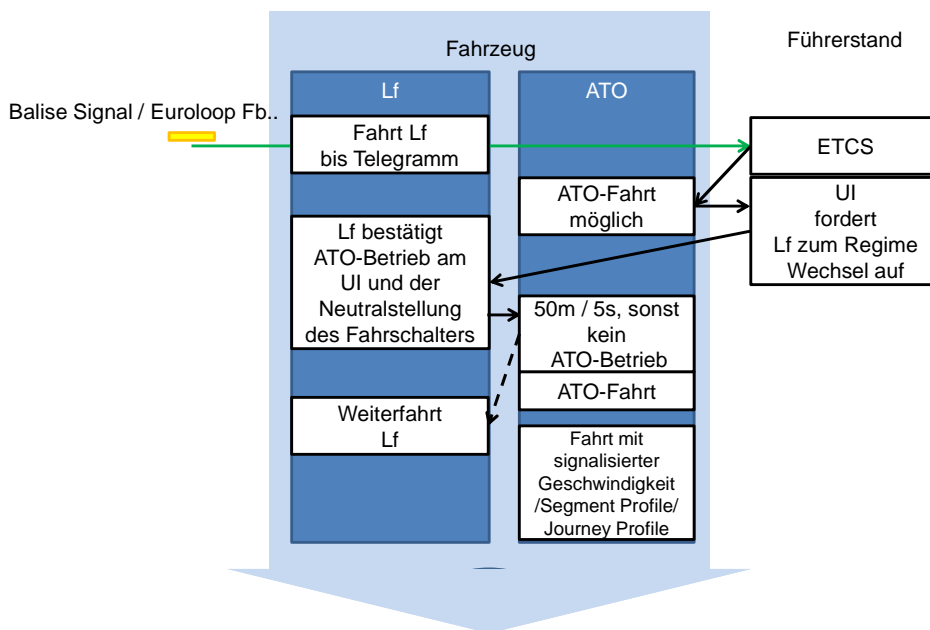 Fahrzeug
Führerstand
Lf
ATO
Balise Signal / Euroloop Fb..
Fahrt Lf
bis Telegramm
ETCS
ATO-Fahrt
möglich
UI
fordert
Lf zum Regime
Wechsel auf
Lf bestätigt
ATO-Betrieb am
UI und der
Neutralstellung
des Fahrschalters
50m / 5s, sonst
kein
ATO-Betrieb
ATO-Fahrt
Weiterfahrt
Lf
Fahrt mit
signalisierter
Geschwindigkeit
/Segment Profile/
Journey Profile